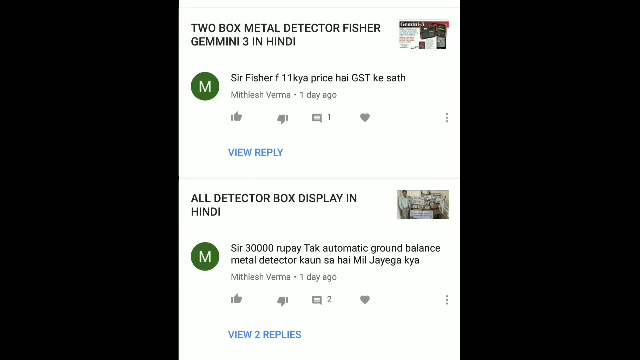 TWO BOX METAL DETECTOR FISHER
GEMMINI 3 IN HINDI
Gemini-3
M
Sir Fisher f 11kya price hai GST ke sath
Mithlesh Verma • 1 day ago
1
VIEW REPLY
ALL DETECTOR BOX DISPLAY IN
HINDI
M
Sir 30000 rupay Tak automatic ground balance
metal detector kaun sa hai Mil Jayega kya
Mithlesh Verma • 1 day ago
2
VIEW 2 REPLIES